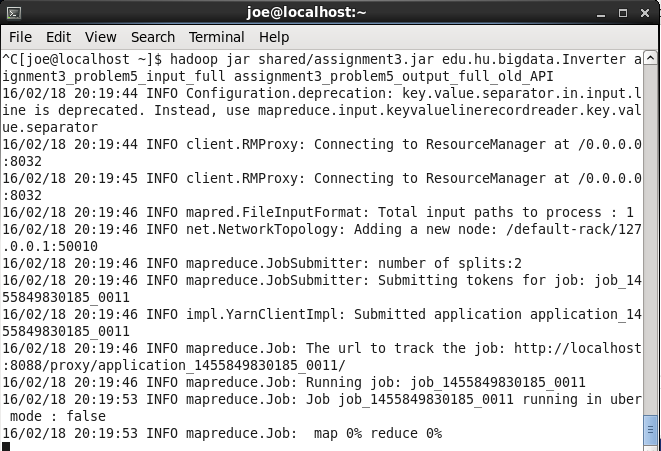 joe@localhost:~
File Edit View Search Terminal Help
^C[joe@localhost ~]$ hadoop jar shared/assignment3.jar edu.hu.bigdata.Inverter a
ignment3_problem5_input_full assignment3_problem5_output_full_old_API
16/02/18 20:19:44 INFO Configuration.deprecation: key.value.separator.in.input.l
ine is deprecated. Instead, use mapreduce.input.keyvaluelinerecordreader.key.val
ue.separator
16/02/18 20:19:44 INFO client.RMProxy: Connecting to ResourceManager at /0.0.0.0
:8032
16/02/18 20:19:45 INFO client.RMProxy: Connecting to ResourceManager at /0.0.0.0
:8032
16/02/18 20:19:46 INFO mapred.FileInputFormat: Total input paths to process : 1
16/02/18 20:19:46 INFO net.NetworkTopology: Adding a new node: /default-rack/127
.0.0.1:50010
16/02/18 20:19:46 INFO mapreduce.JobSubmitter: number of splits:2
16/02/18 20:19:46 INFO mapreduce.JobSubmitter: Submitting tokens for job: job_14
55849830185_0011
16/02/18 20:19:46 INFO impl.YarnClientImpl: Submitted application application_14
55849830185_0011
16/02/18 20:19:46 INFO mapreduce.Job: The url to track the job: http://localhost
:8088/proxy/application_1455849830185_0011/
16/02/18 20:19:46 INFO mapreduce.Job: Running job: job_1455849830185_0011
16/02/18 20:19:53 INFO mapreduce.Job: Job job_1455849830185_0011 running in uber
 mode : false
16/02/18 20:19:53 INFO mapreduce.Job:  map 0% reduce 0%